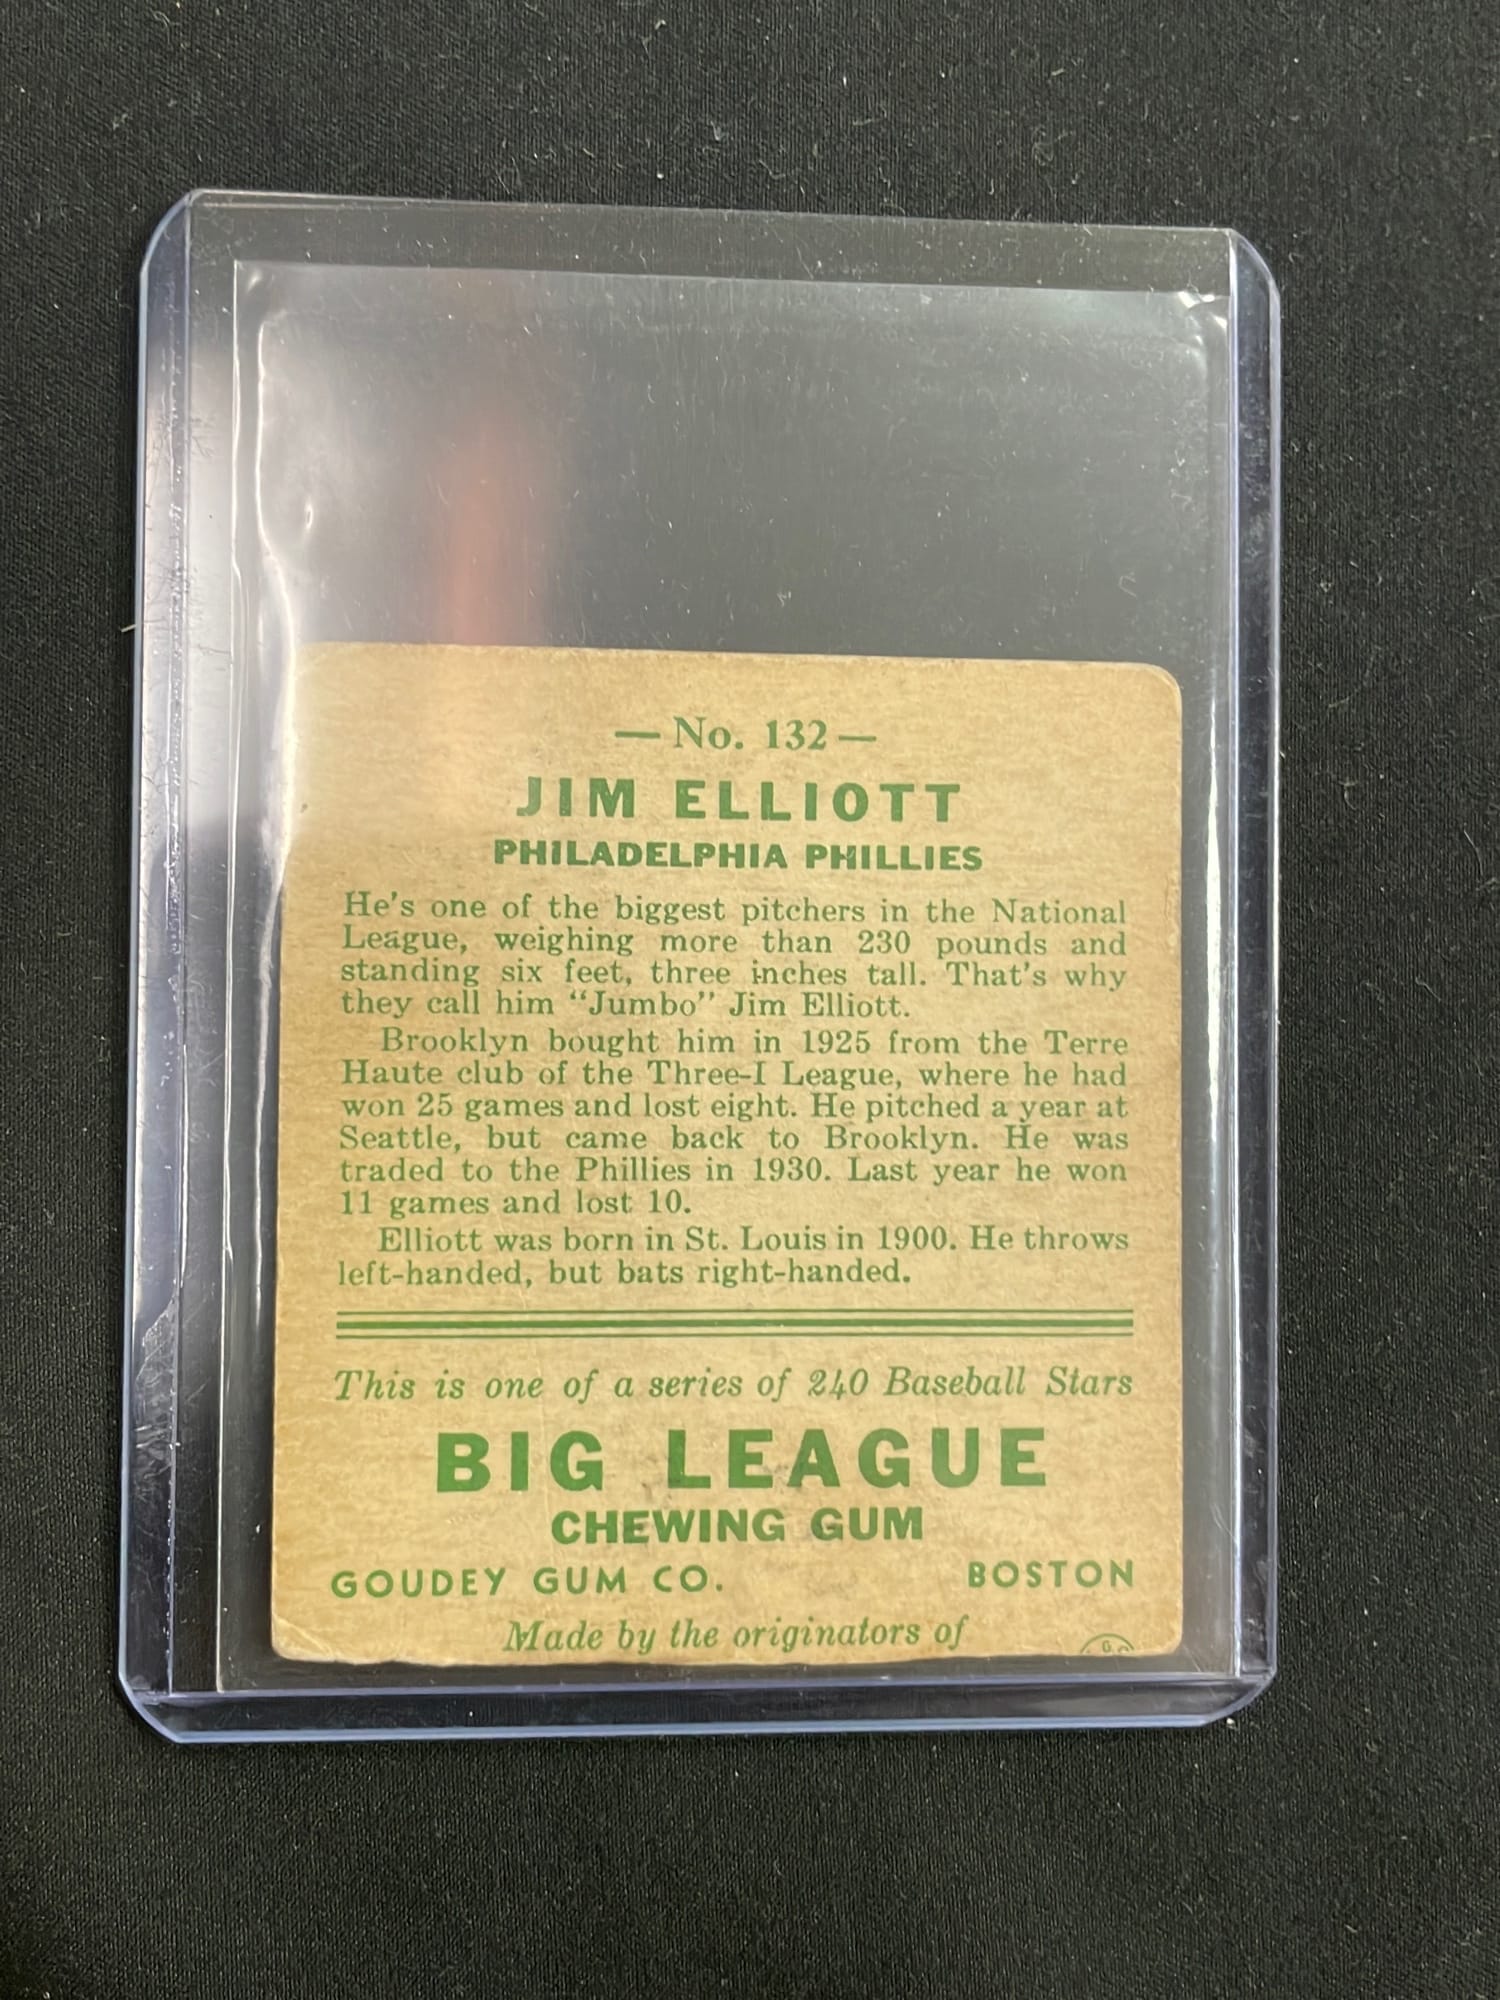 — No. 132 —
JIM ELLIOTT
PHILADELPHIA PHILLIES
He's one of the biggest pitchers in the National
League, weighing more than 230 pounds and
standing six feet, three inches tall. That's why
they call him "Jumbo" Jim Elliott.
Brooklyn bought him in 1925 from the Terre
Haute club of the Three-I League, where he had
won 25 games and lost eight. He pitched a year at
Seattle, but came back to Brooklyn. He was
traded to the Phillies in 1930. Last year he won
11 games and lost 10.
Elliott was born in St. Louis in 1900. He throws
left-handed, but bats right-handed.
This is one of a series of 240 Baseball Stars
BIG LEAGUE
CHEWING GUM
GOUDEY GUM CO. BOSTON
Made by the originators of